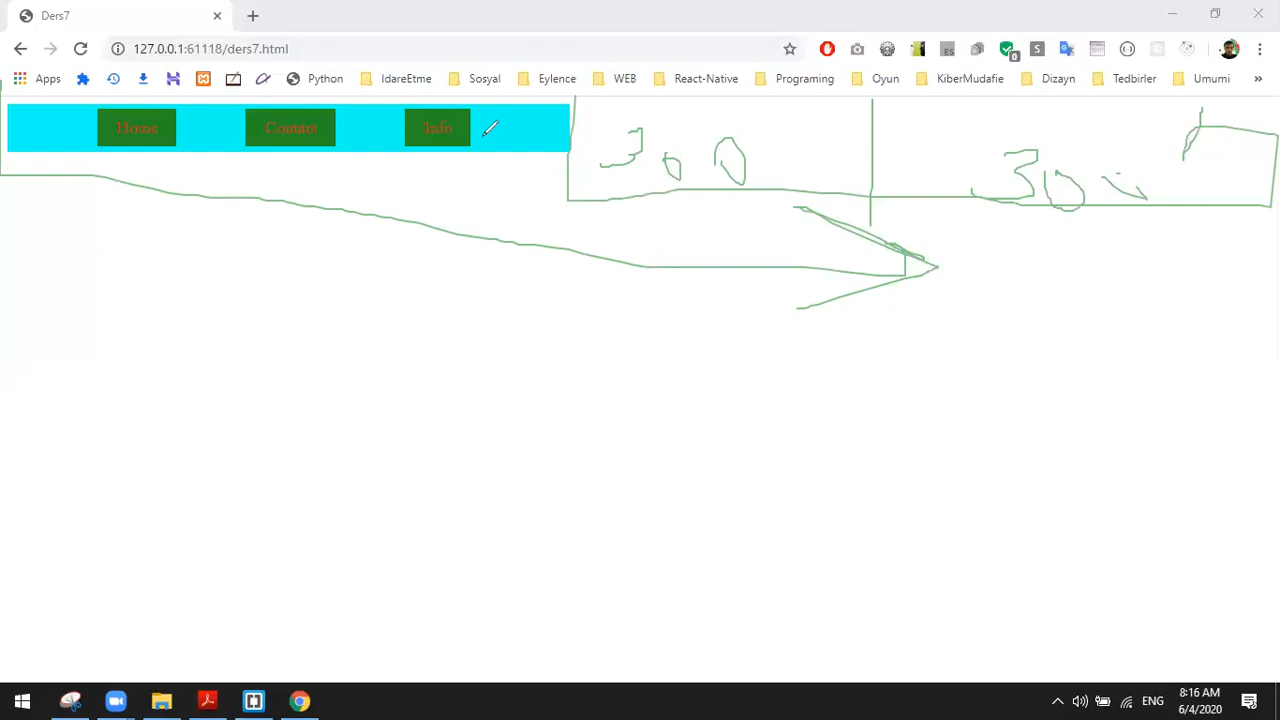 Ders7
127.0.0.1:61118/ders7.html
Apps Python IdareEtme Sosyal Eylence WEB React-Native Programing Oyun KiberMudafie Dizayn Tedbirler Umumi »
Home Contact Info
300
30
ENG
8:16 AM
6/4/2020